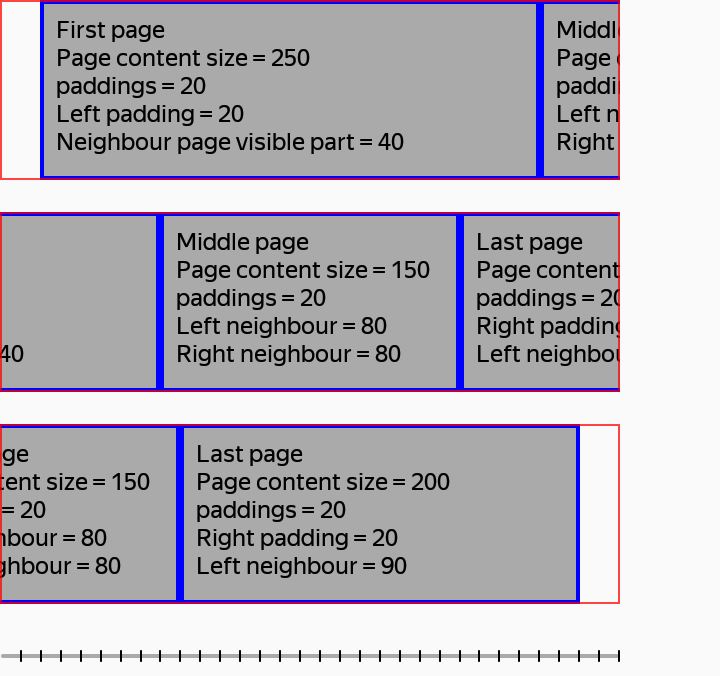 First page
Page content size = 250
paddings = 20
Left padding = 20
Neighbour page visible part = 40
Middl
Page
paddi
Left n
Right
40
Middle page
Page content size = 150
paddings = 20
Left neighbour = 80
Right neighbour = 80
Last page
Page content
paddings = 20
Right padding
Left neighbou
ge
tent size = 150
= 20
hbour = 80
ghbour = 80
Last page
Page content size = 200
paddings = 20
Right padding = 20
Left neighbour = 90